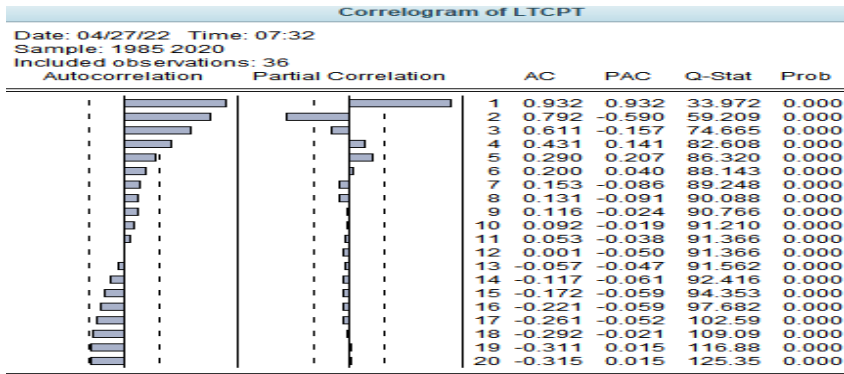 Correlogram of LTCPT
Date: 04/27/22 Time: 07:32
Sample: 1985 2020
Included observations: 36
Autocorrelation Partial Correlation AC PAC Q-Stat Prob
1 0.932 0.932 33.972 0.000
2 0.792 -0.590 59.209 0.000
3 0.611 -0.157 74.665 0.000
4 0.431 0.141 82.608 0.000
5 0.290 0.207 86.320 0.000
6 0.200 0.040 88.143 0.000
7 0.153 -0.086 89.248 0.000
8 0.131 -0.091 90.088 0.000
9 0.116 -0.024 90.766 0.000
10 0.092 -0.019 91.210 0.000
11 0.053 -0.038 91.366 0.000
12 0.001 -0.050 91.366 0.000
13 -0.057 -0.047 91.562 0.000
14 -0.117 -0.061 92.416 0.000
15 -0.172 -0.059 94.353 0.000
16 -0.221 -0.059 97.682 0.000
17 -0.261 -0.052 102.59 0.000
18 -0.292 -0.021 109.09 0.000
19 -0.311 0.015 116.88 0.000
20 -0.315 0.015 125.35 0.000